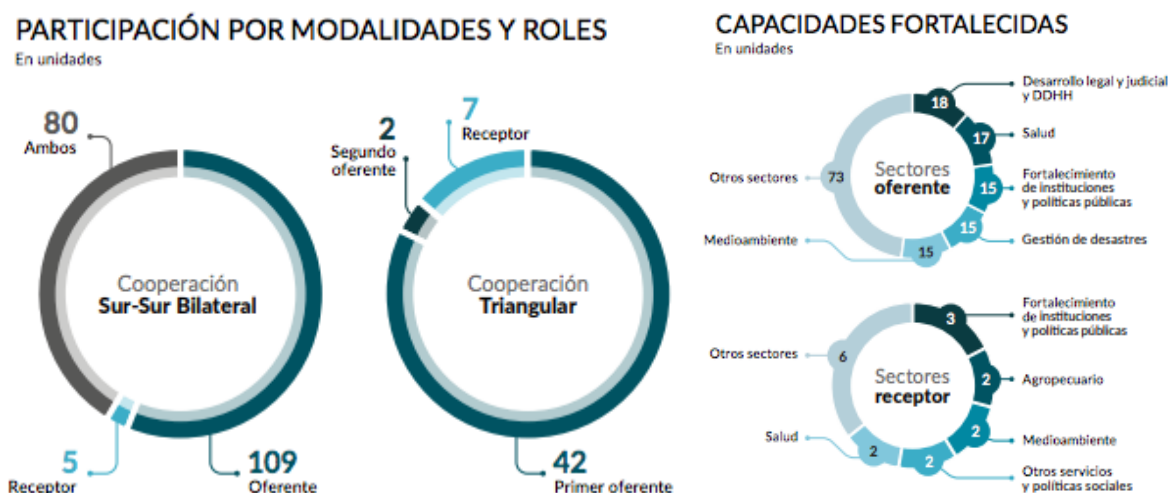 PARTICIPACIÓN POR MODALIDADES Y ROLES
En unidades
80
Ambos
Cooperación
Sur-Sur Bilateral
5
Receptor
109
Oferente
2
Segundo
oferente
7
Receptor
Cooperación
Triangular
42
Primer oferente
CAPACIDADES FORTALECIDAS
En unidades
18
Desarrollo legal y judicial
y DDHH
17
Salud
15
Fortalecimiento
de instituciones
y políticas públicas
15
Gestión de desastres
15
Medioambiente
73
Otros sectores
Sectores
oferente
3
Fortalecimiento
de instituciones
y políticas públicas
2
Agropecuario
2
Medioambiente
2
Otros servicios
y políticas sociales
2
Salud
6
Otros sectores
Sectores
receptor